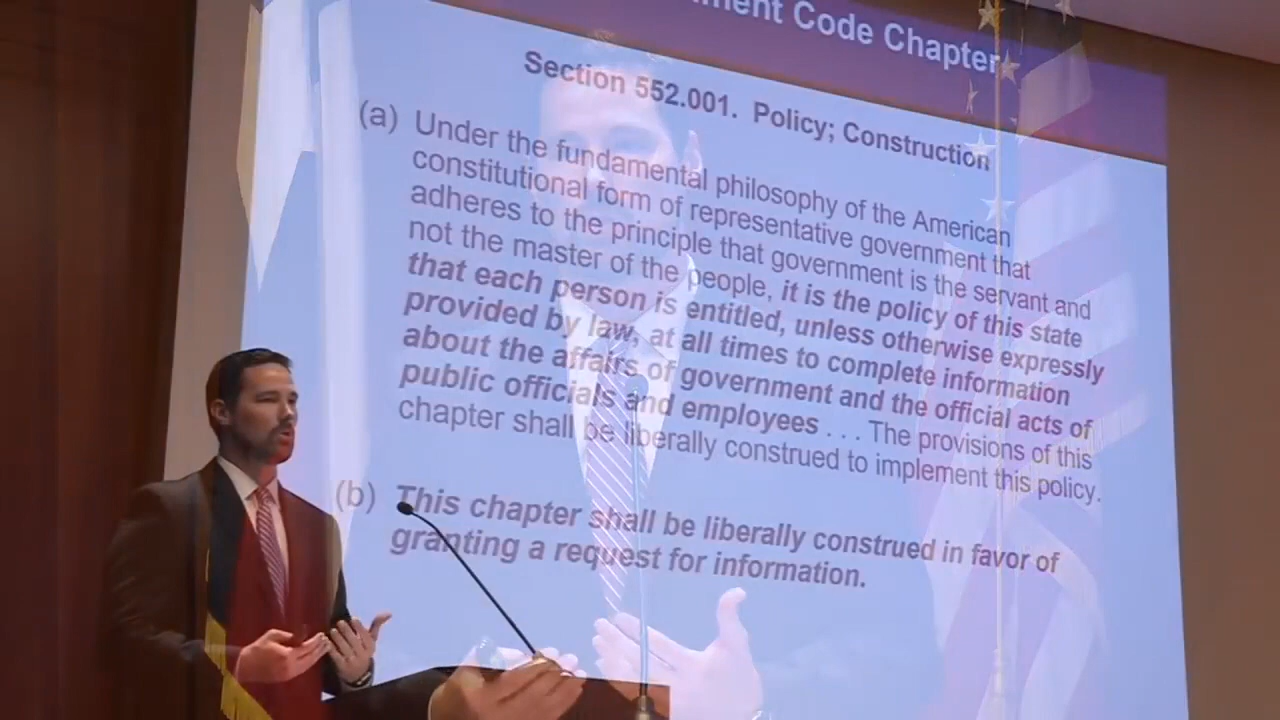 ment Code Chapter
Section 552.001. Policy; Construction
(a) Under the fundamental philosophy of the American
constitutional form of representative government that
adheres to the principle that government is the servant and
not the master of the people, it is the policy of this state
that each person is entitled, unless otherwise expressly
provided by law, at all times to complete information
about the affairs of government and the official acts of
public officials and employees . . . The provisions of this
chapter shall be liberally construed to implement this policy.
(b) This chapter shall be liberally construed in favor of
granting a request for information.